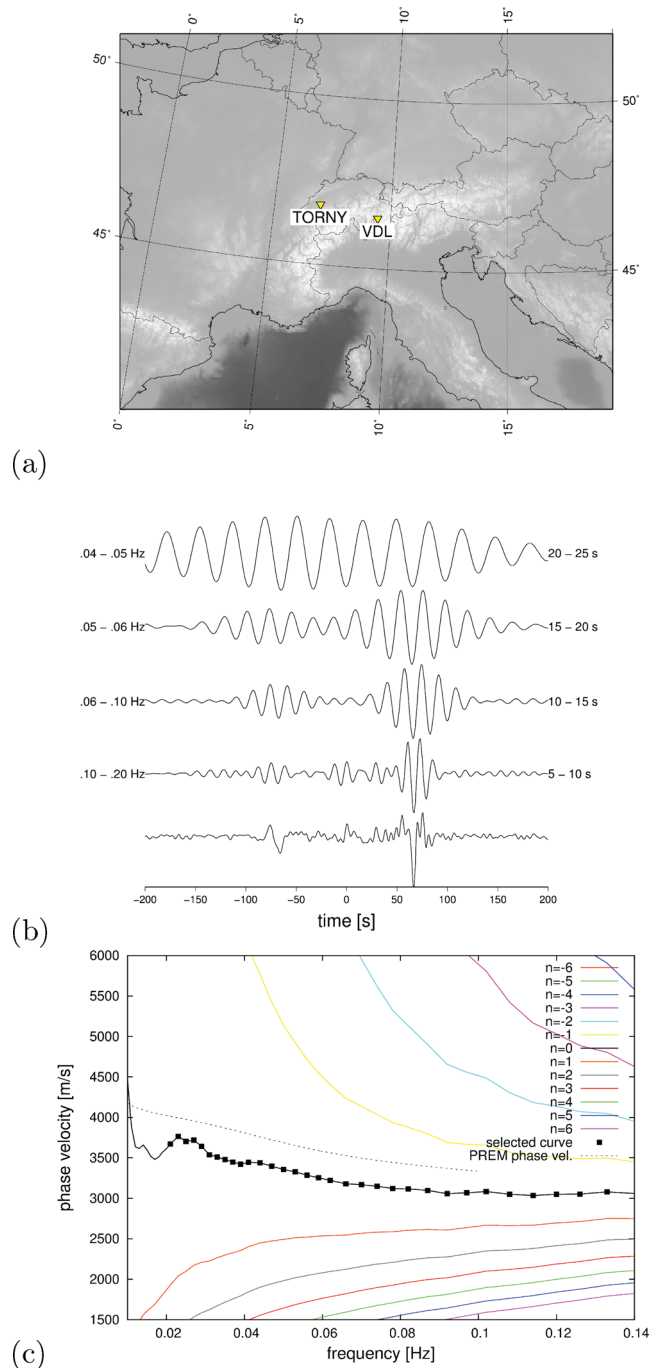 0˚ 5˚ 10˚ 15˚
50˚ 50˚
TORNY
VDL
45˚ 45˚
0˚ 5˚ 10˚ 15˚
(a)
.04 – .05 Hz 20 – 25 s
.05 – .06 Hz 15 – 20 s
.06 – .10 Hz 10 – 15 s
.10 – .20 Hz 5 – 10 s
−200 −150 −100 −50 0 50 100 150 200
time [s]
(b)
6000
5500
5000
4500
4000
3500
3000
2500
2000
1500
phase velocity [m/s]
n=-6
n=-5
n=-4
n=-3
n=-2
n=-1
n=0
n=1
n=2
n=3
n=4
n=5
n=6
selected curve
PREM phase vel.
0.02 0.04 0.06 0.08 0.1 0.12 0.14
frequency [Hz]
(c)